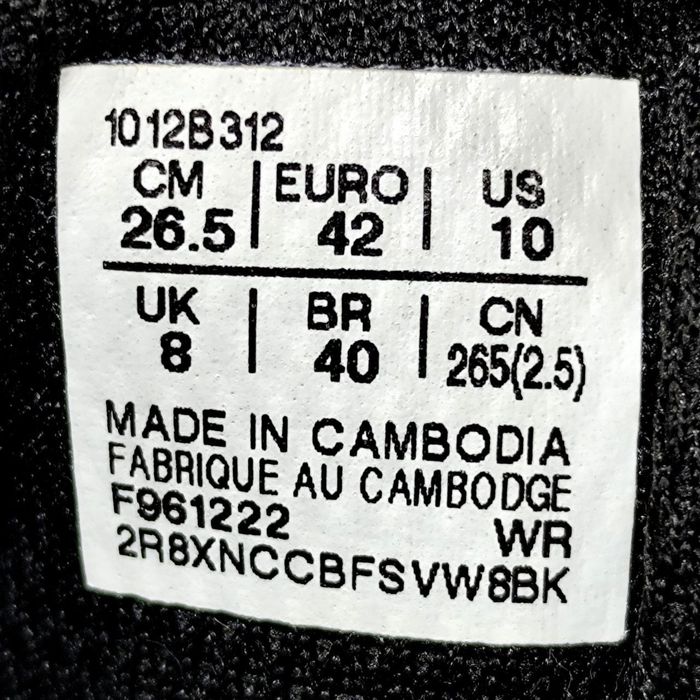 1012B312
CM | EURO | US
26.5 | 42 | 10
UK | BR | CN
8 | 40 | 265(2.5)
MADE IN CAMBODIA
FABRIQUE AU CAMBODGE
F961222 WR
2R8XNCCBFSVW8BK